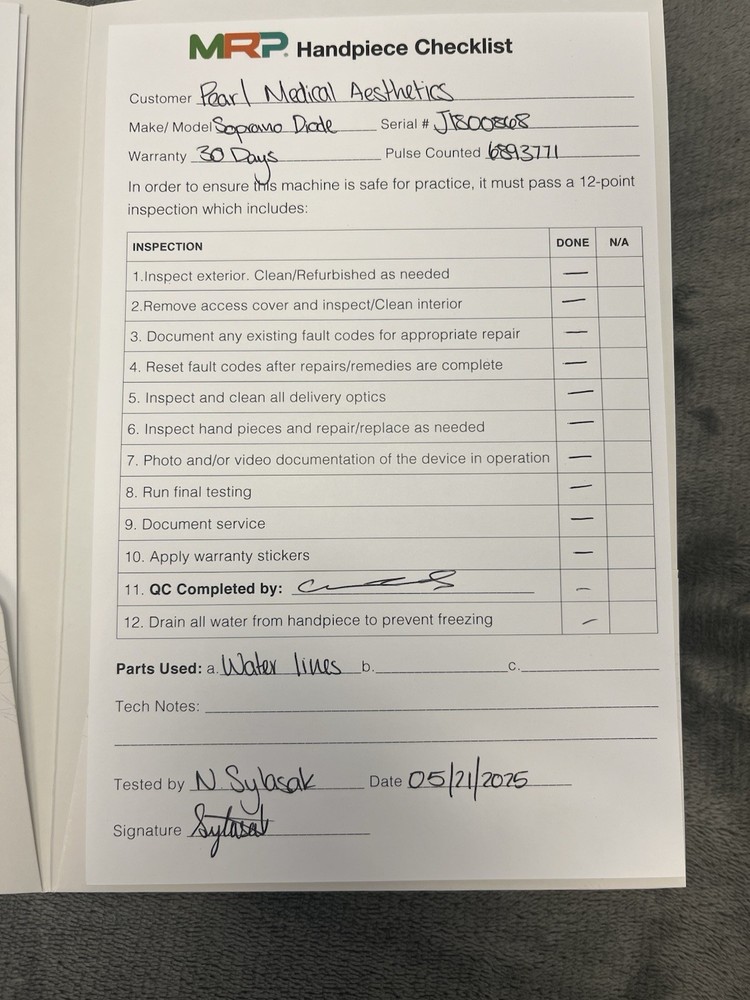 MRP. Handpiece Checklist
Customer Pearl Medical Aesthetics
Make/ Model Soprano Diode Serial # J1800868
Warranty 30 Days Pulse Counted 6893771
In order to ensure this machine is safe for practice, it must pass a 12-point
inspection which includes:
INSPECTION DONE N/A
1.Inspect exterior. Clean/Refurbished as needed —
2.Remove access cover and inspect/Clean interior —
3. Document any existing fault codes for appropriate repair —
4. Reset fault codes after repairs/remedies are complete —
5. Inspect and clean all delivery optics —
6. Inspect hand pieces and repair/replace as needed —
7. Photo and/or video documentation of the device in operation —
8. Run final testing —
9. Document service —
10. Apply warranty stickers —
11. QC Completed by: —
12. Drain all water from handpiece to prevent freezing —
Parts Used: a. Water lines b. c.
Tech Notes:
Tested by N. Sylasak Date 05/21/2025
Signature Sylasak